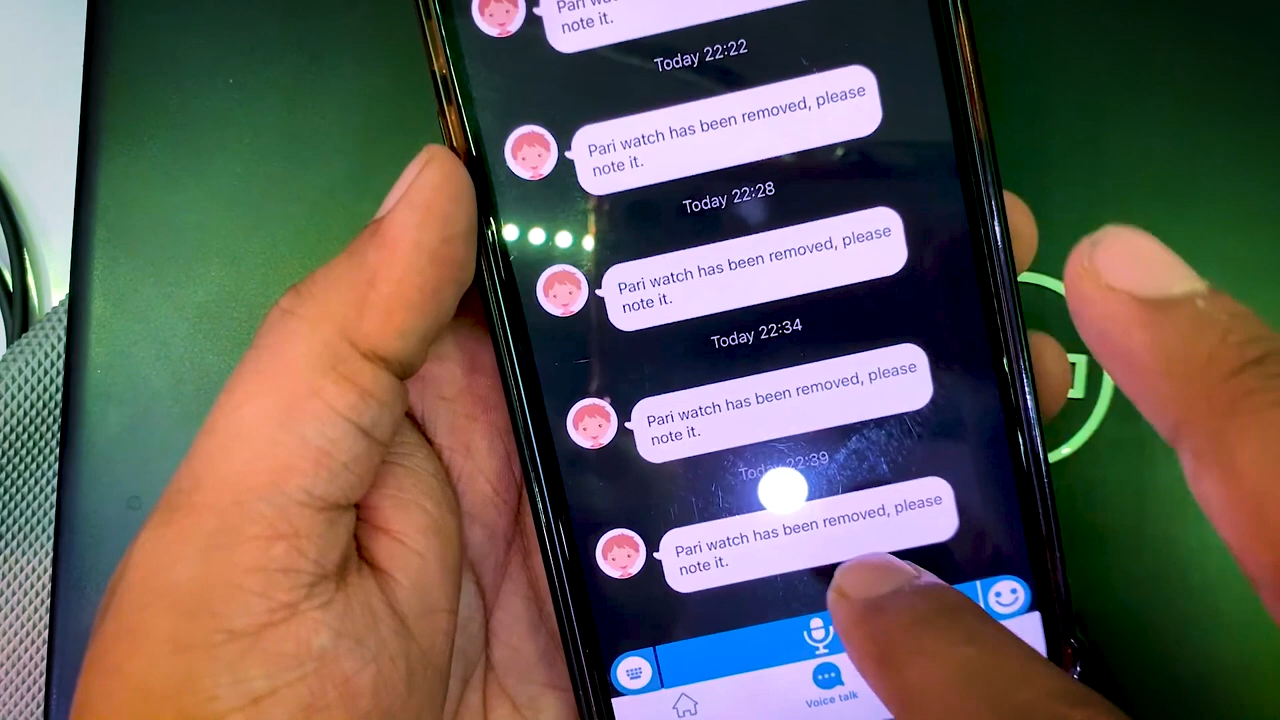 Pari wa
note it.
Today 22:22
Pari watch has been removed, please
note it.
Today 22:28
Pari watch has been removed, please
note it.
Today 22:34
Pari watch has been removed, please
note it.
Today 22:39
Pari watch has been removed, please
note it.
Voice talk